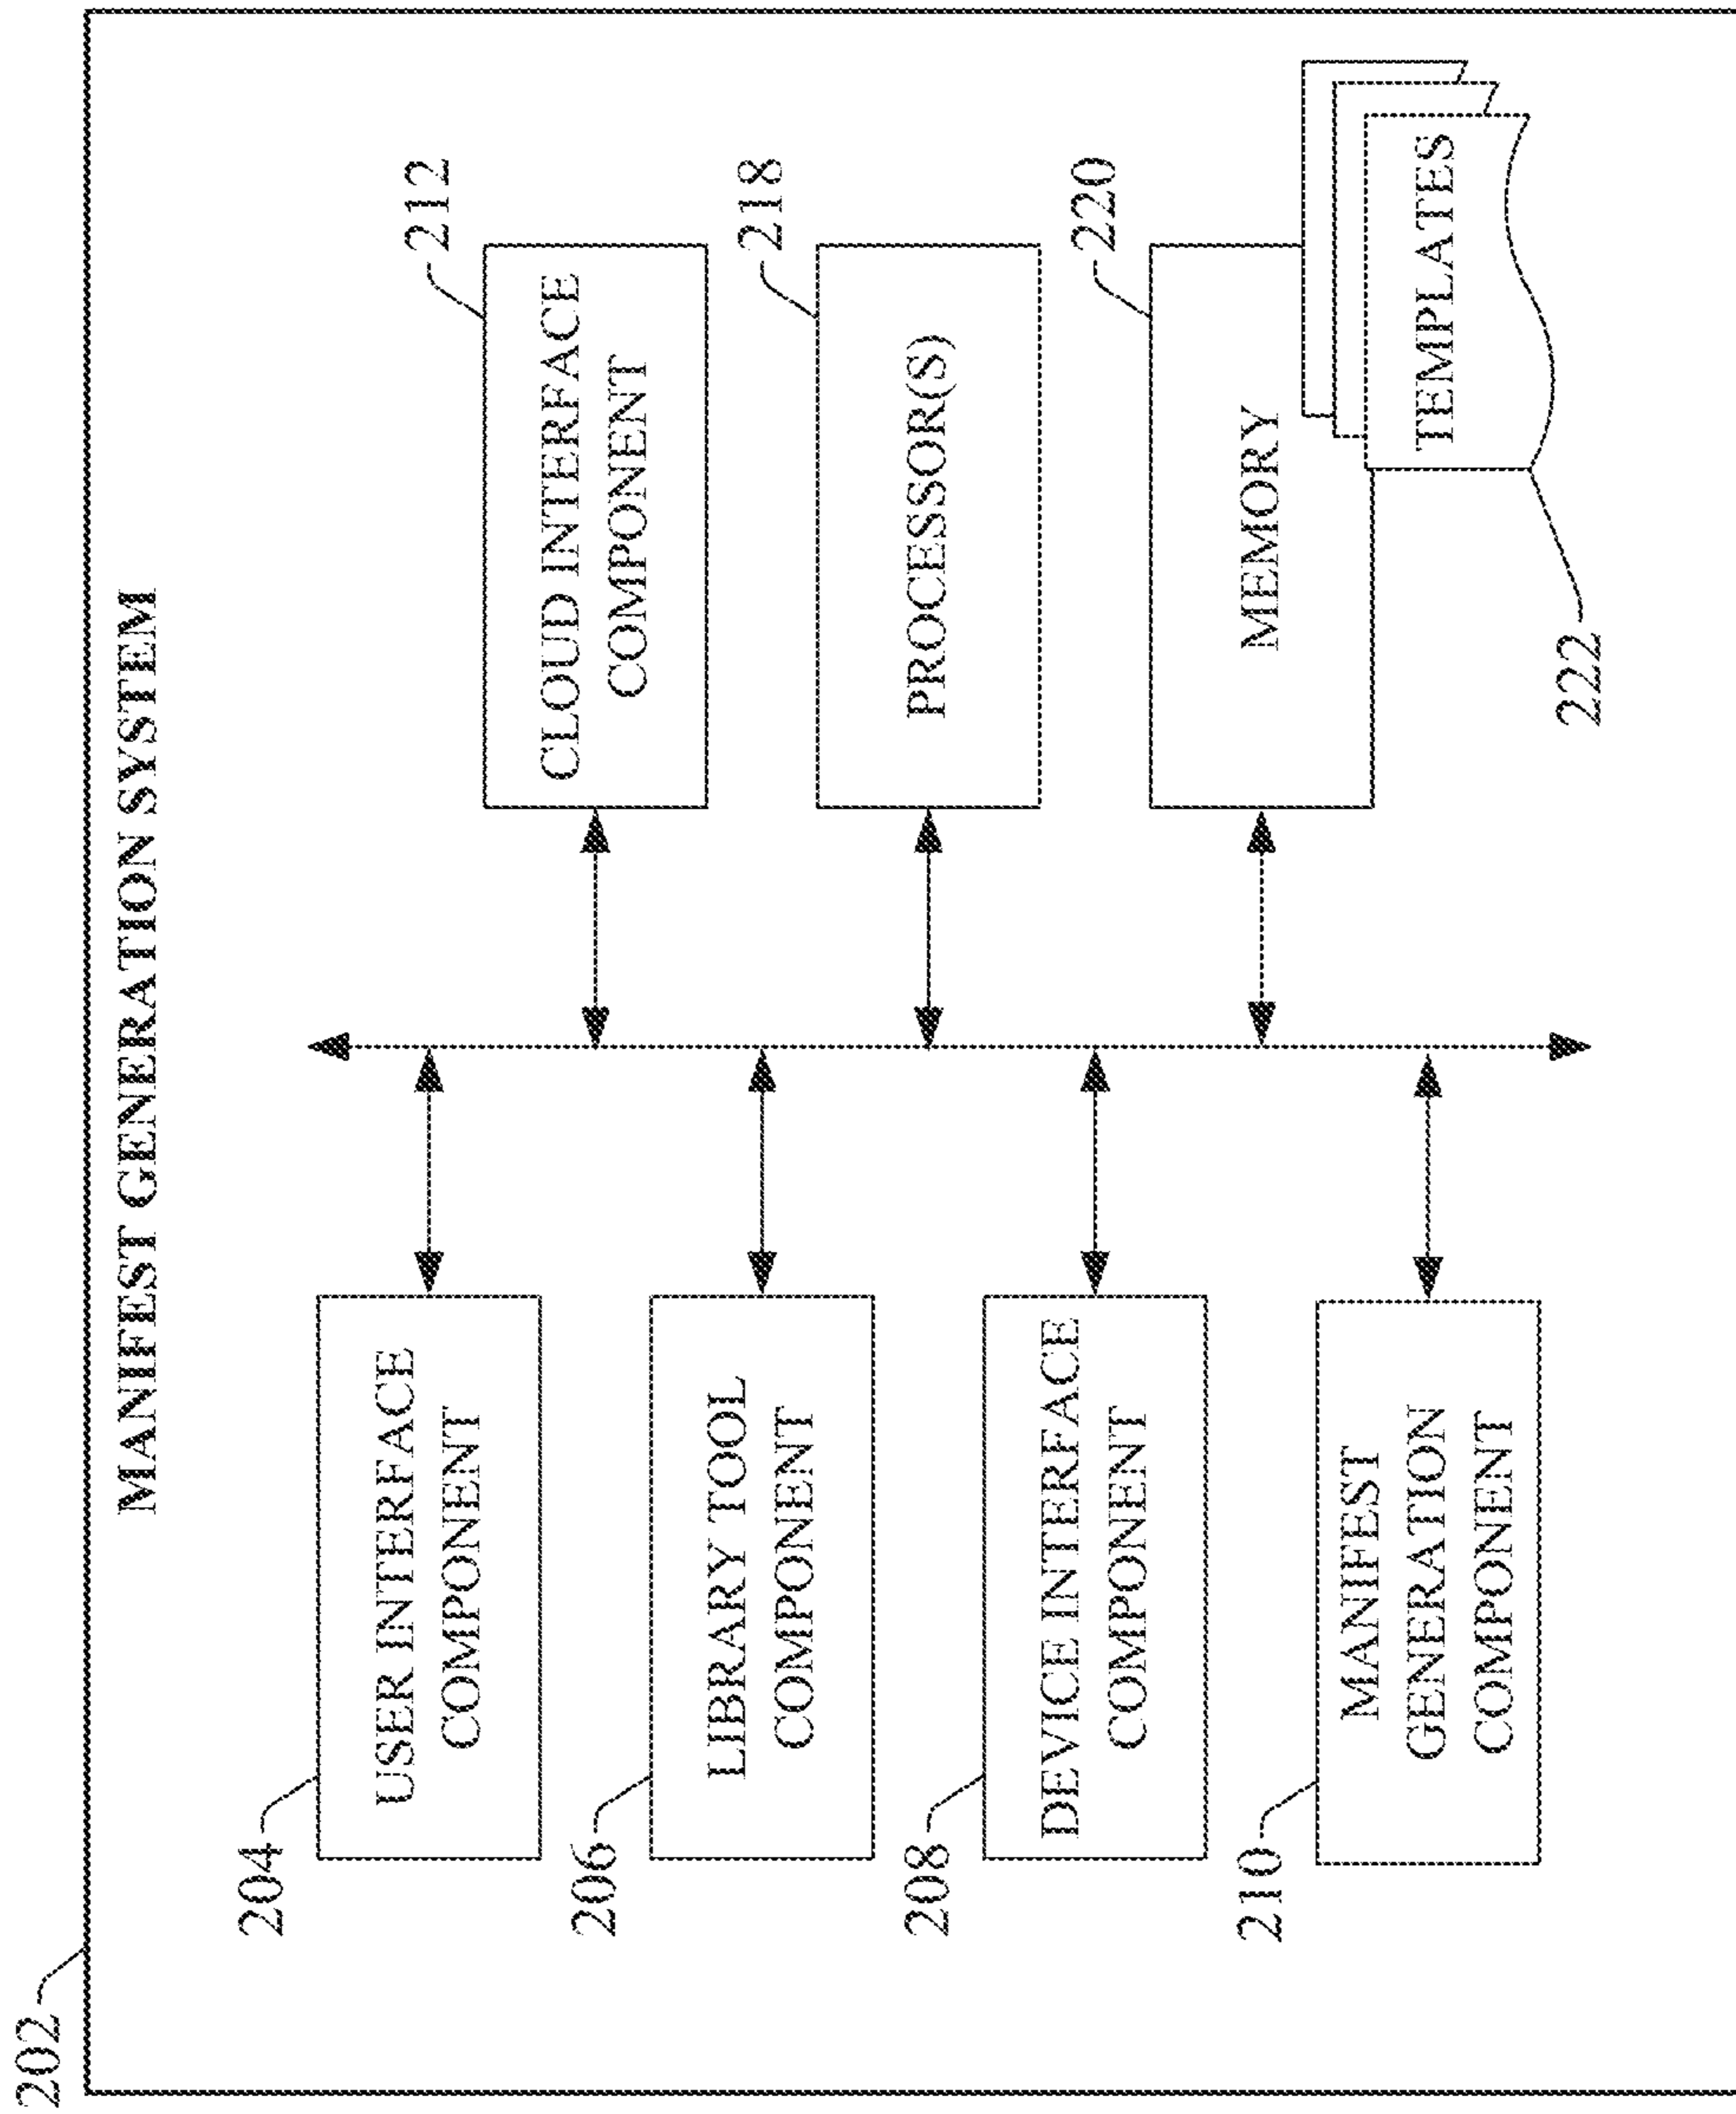 202
MANIFEST GENERATION SYSTEM
204
USER INTERFACE
COMPONENT
206
LIBRARY TOOL
COMPONENT
208
DEVICE INTERFACE
COMPONENT
210
MANIFEST
GENERATION
COMPONENT
212
CLOUD INTERFACE
COMPONENT
218
PROCESSOR(S)
220
MEMORY
TEMPLATES
222